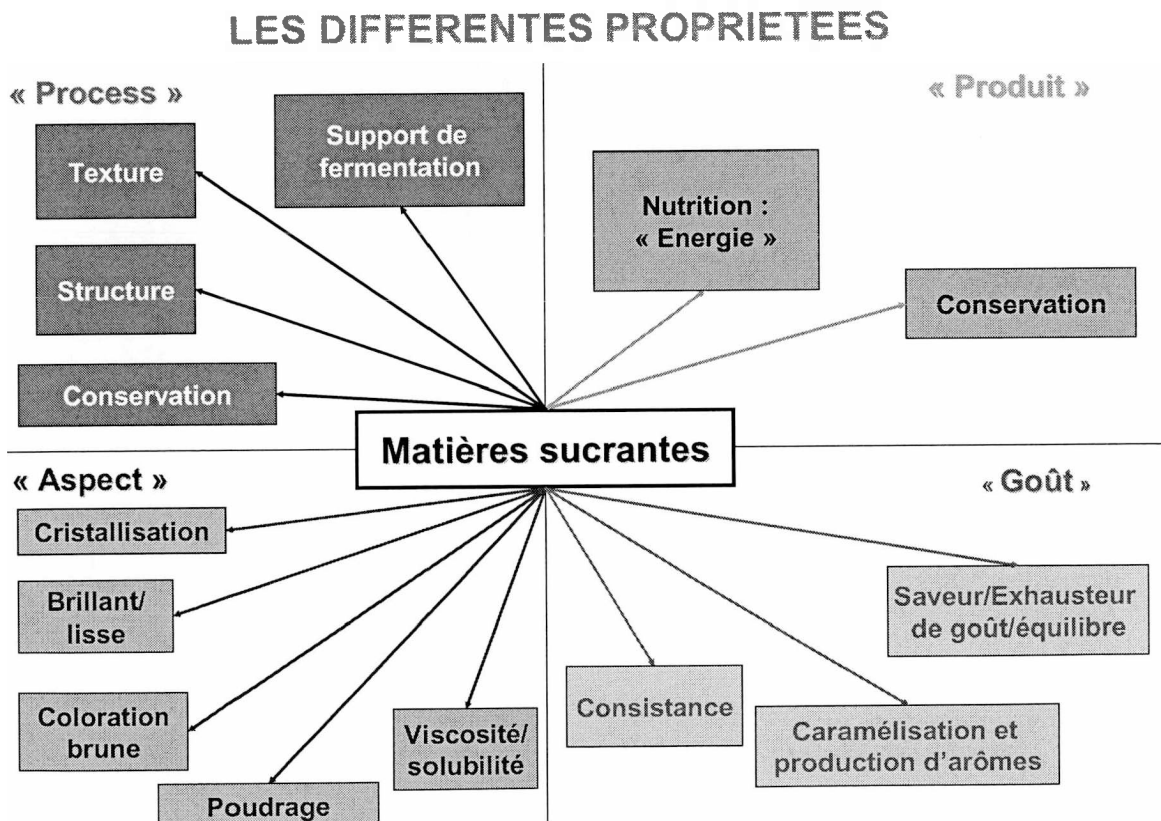 LES DIFFERENTES PROPRIETEES
« Process »
Texture
Support de
fermentation
Structure
Conservation
« Produit »
Nutrition :
« Energie »
Conservation
Matières sucrantes
« Aspect »
Cristallisation
Brillant/
lisse
Coloration
brune
Poudrage
Viscosité/
solubilité
« Goût »
Saveur/Exhausteur
de goût/équilibre
Consistance
Caramélisation et
production d'arômes